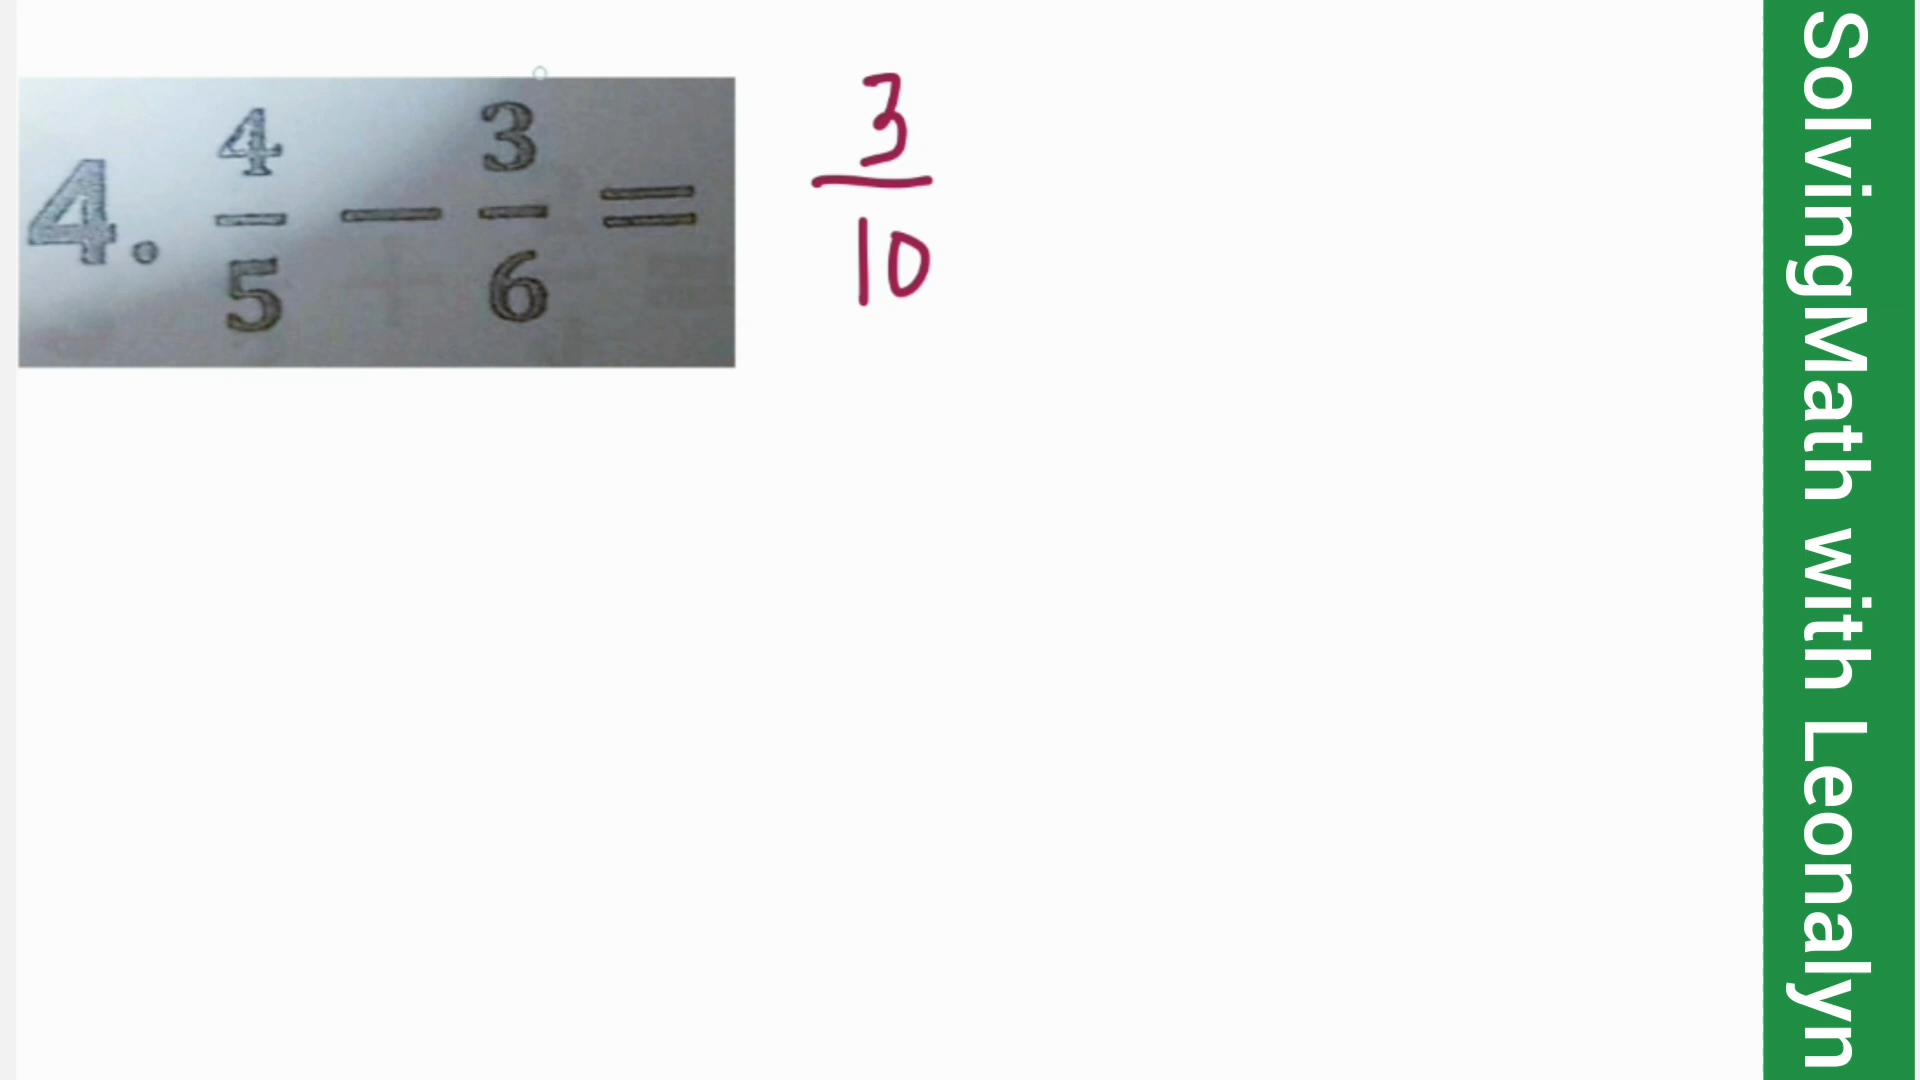 4. 4/5 — 3/6 = 3/10
SolvingMath with Leonalyn